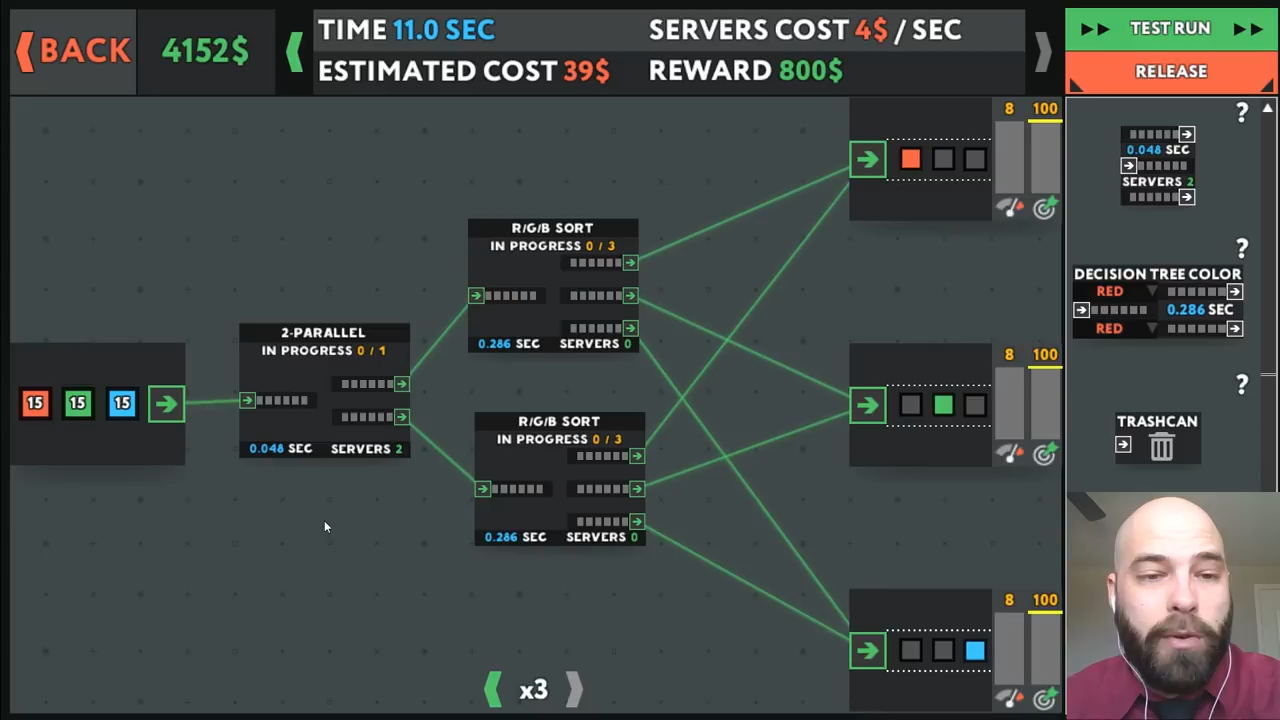 BACK
4152$
TIME 11.0 SEC
SERVERS COST 4$ / SEC
ESTIMATED COST 39$
REWARD 800$
TEST RUN
RELEASE
15 15 15
2-PARALLEL
IN PROGRESS 0 / 1
0.048 SEC SERVERS 2
R/G/B SORT
IN PROGRESS 0 / 3
0.286 SEC SERVERS 0
R/G/B SORT
IN PROGRESS 0 / 3
0.286 SEC SERVERS 0
8 100
8 100
8 100
x3
?
0.048 SEC
SERVERS 2
?
DECISION TREE COLOR
RED
0.286 SEC
RED
?
TRASHCAN